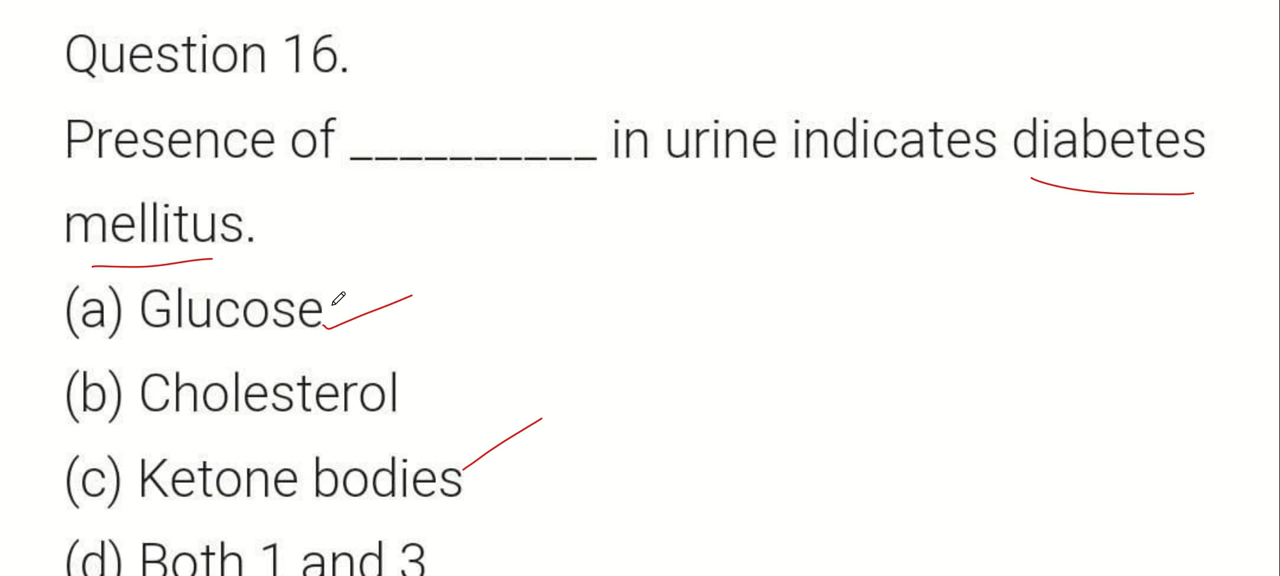 Question 16.
Presence of __________ in urine indicates diabetes
mellitus.
(a) Glucose
(b) Cholesterol
(c) Ketone bodies
(d) Both 1 and 3